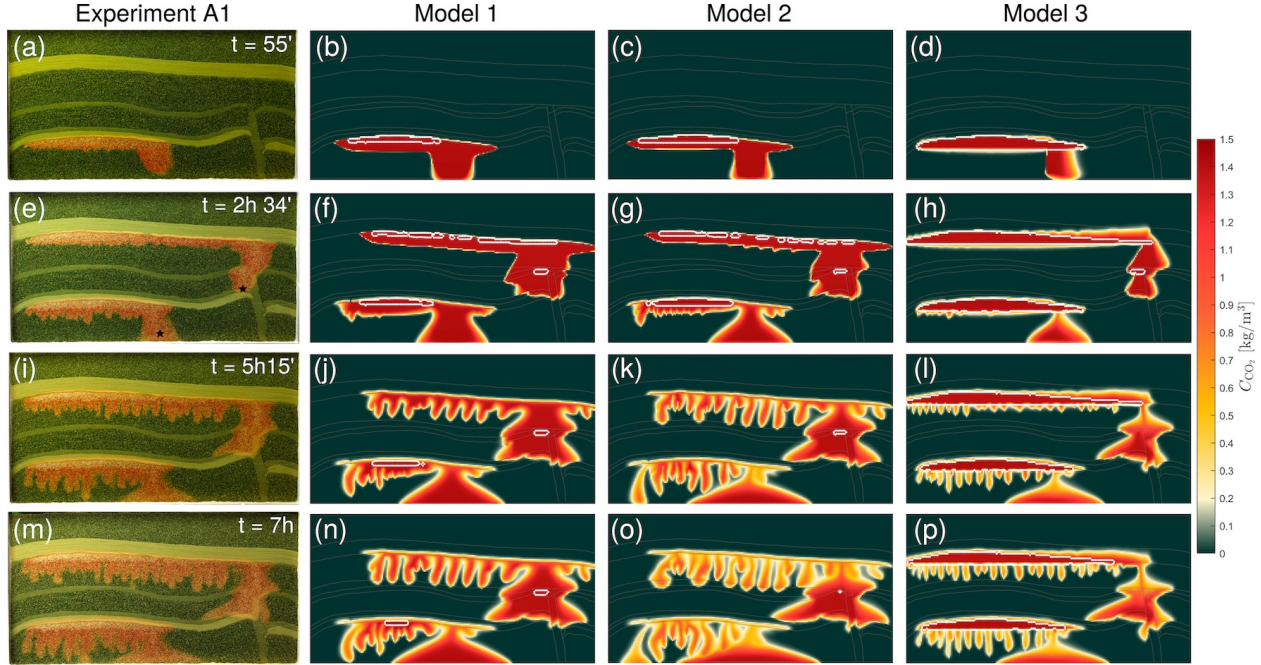 Experiment A1 Model 1 Model 2 Model 3
(a) t = 55' (b) (c) (d)
(e) t = 2h 34' (f) (g) (h)
(i) t = 5h15' (j) (k) (l)
(m) t = 7h (n) (o) (p)
1.5
1.4
1.3
1.2
1.1
1
0.9
0.8
0.7
0.6
0.5
0.4
0.3
0.2
0.1
0
C_CO₂ [kg/m³]